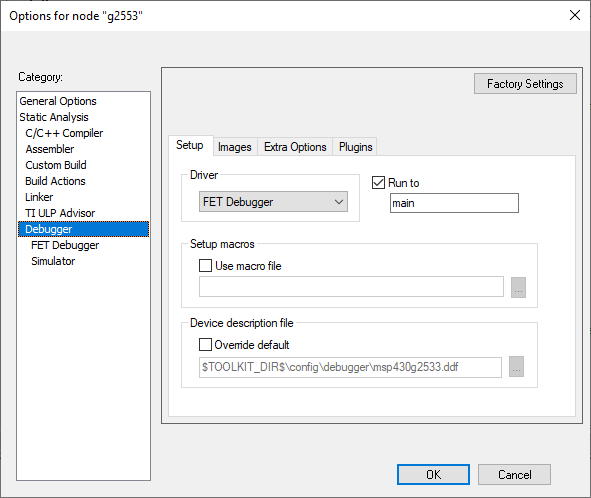 Options for node "g2553"
Category:
General Options
Static Analysis
C/C++ Compiler
Assembler
Custom Build
Build Actions
Linker
TI ULP Advisor
Debugger
FET Debugger
Simulator
Factory Settings
Setup
Images
Extra Options
Plugins
Driver
FET Debugger
Run to
main
Setup macros
Use macro file
...
Device description file
Override default
$TOOLKIT_DIR$\config\debugger\msp430g2533.ddf
...
OK
Cancel